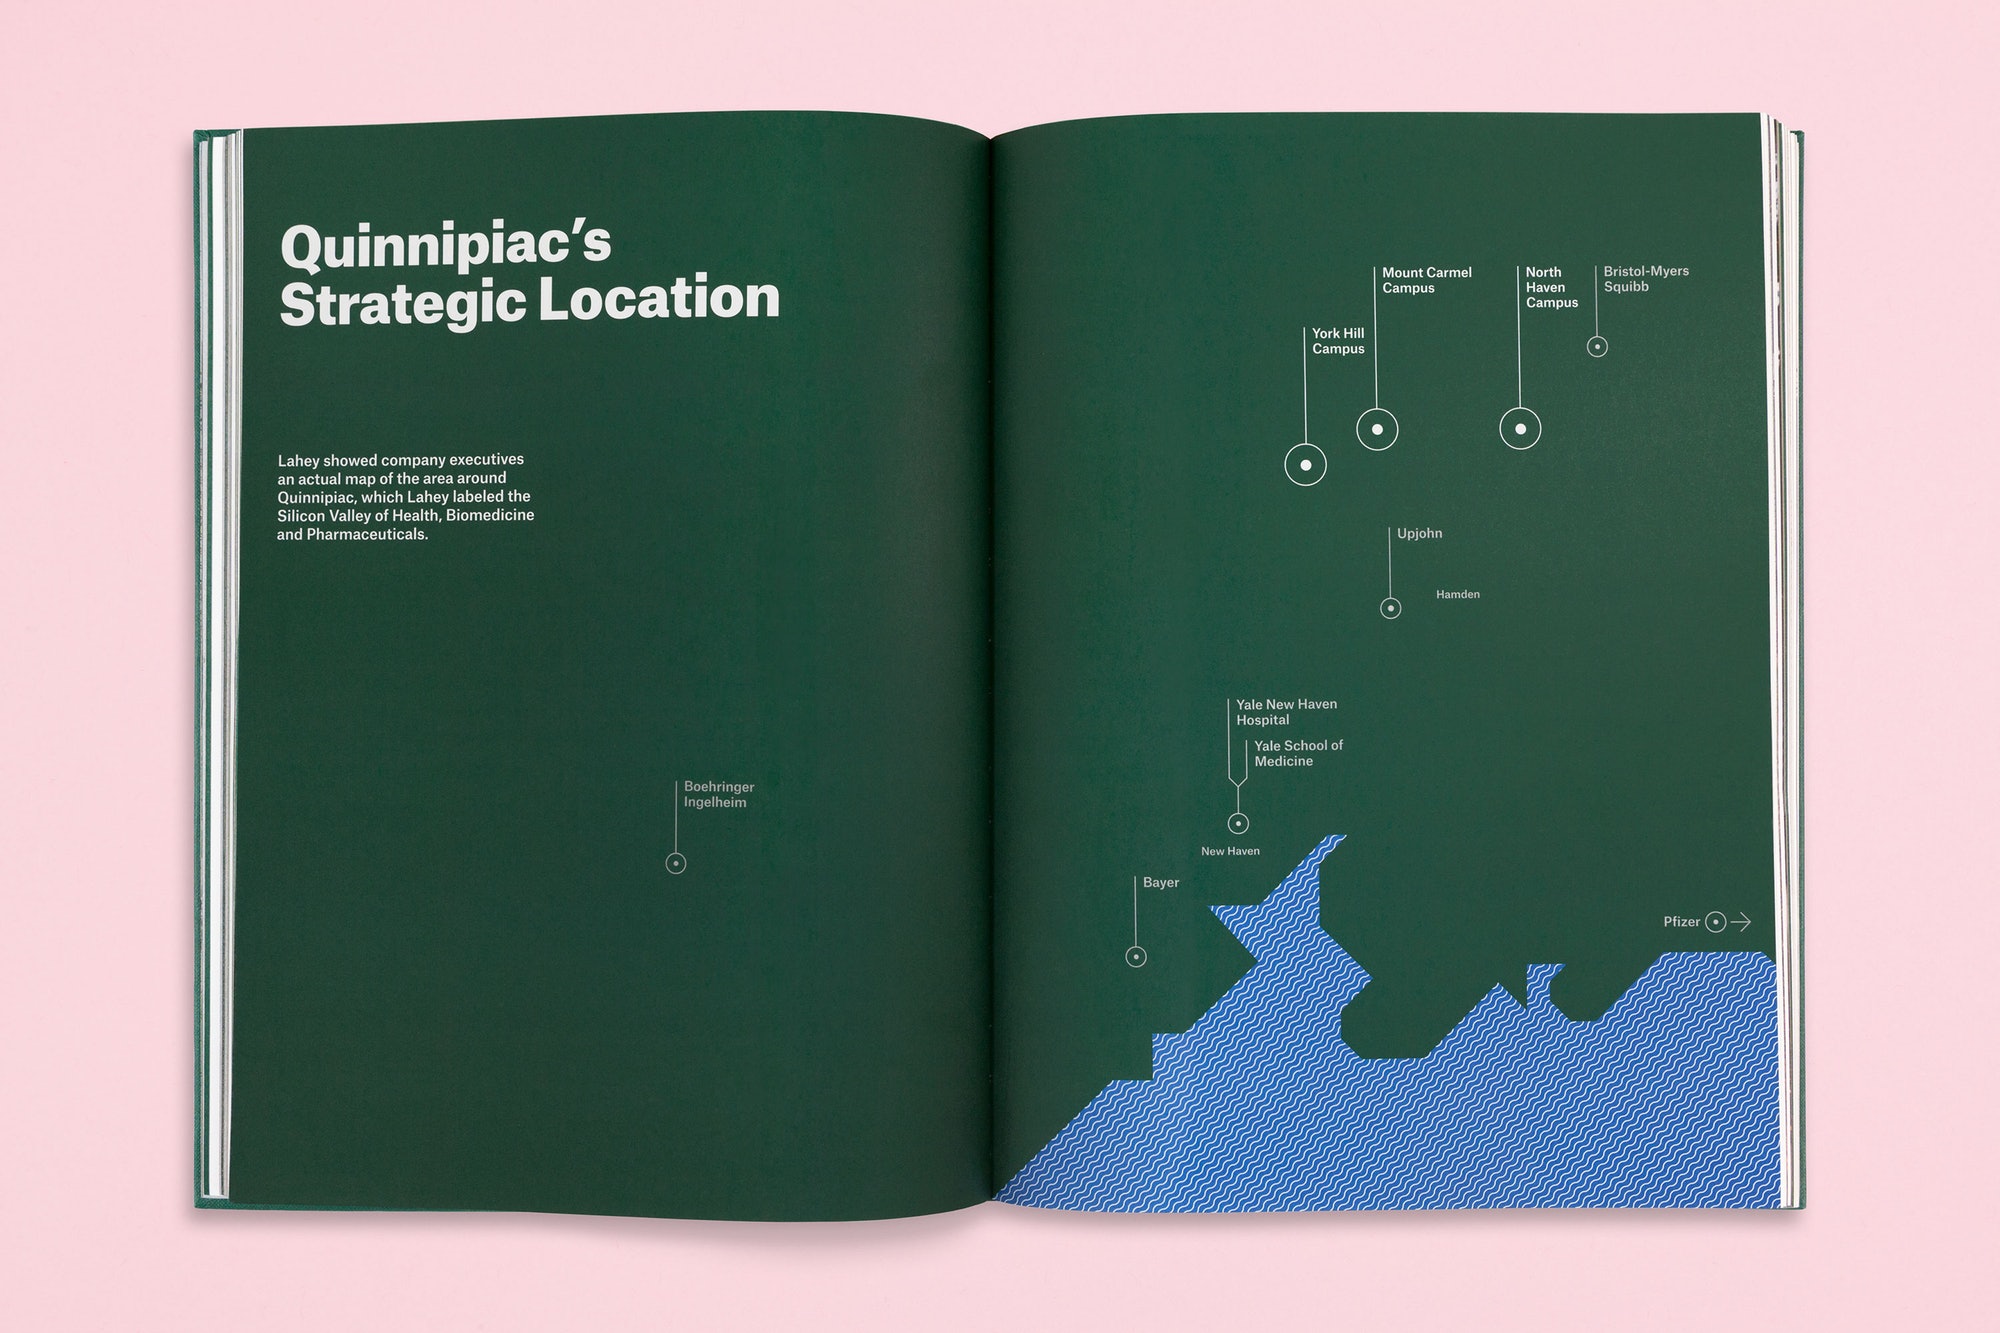 Quinnipiac’s
Strategic Location
Lahey showed company executives
an actual map of the area around
Quinnipiac, which Lahey labeled the
Silicon Valley of Health, Biomedicine
and Pharmaceuticals.
Boehringer
Ingelheim
Mount Carmel
Campus
North
Haven
Campus
Bristol-Myers
Squibb
York Hill
Campus
Upjohn
Hamden
Yale New Haven
Hospital
Yale School of
Medicine
New Haven
Bayer
Pfizer